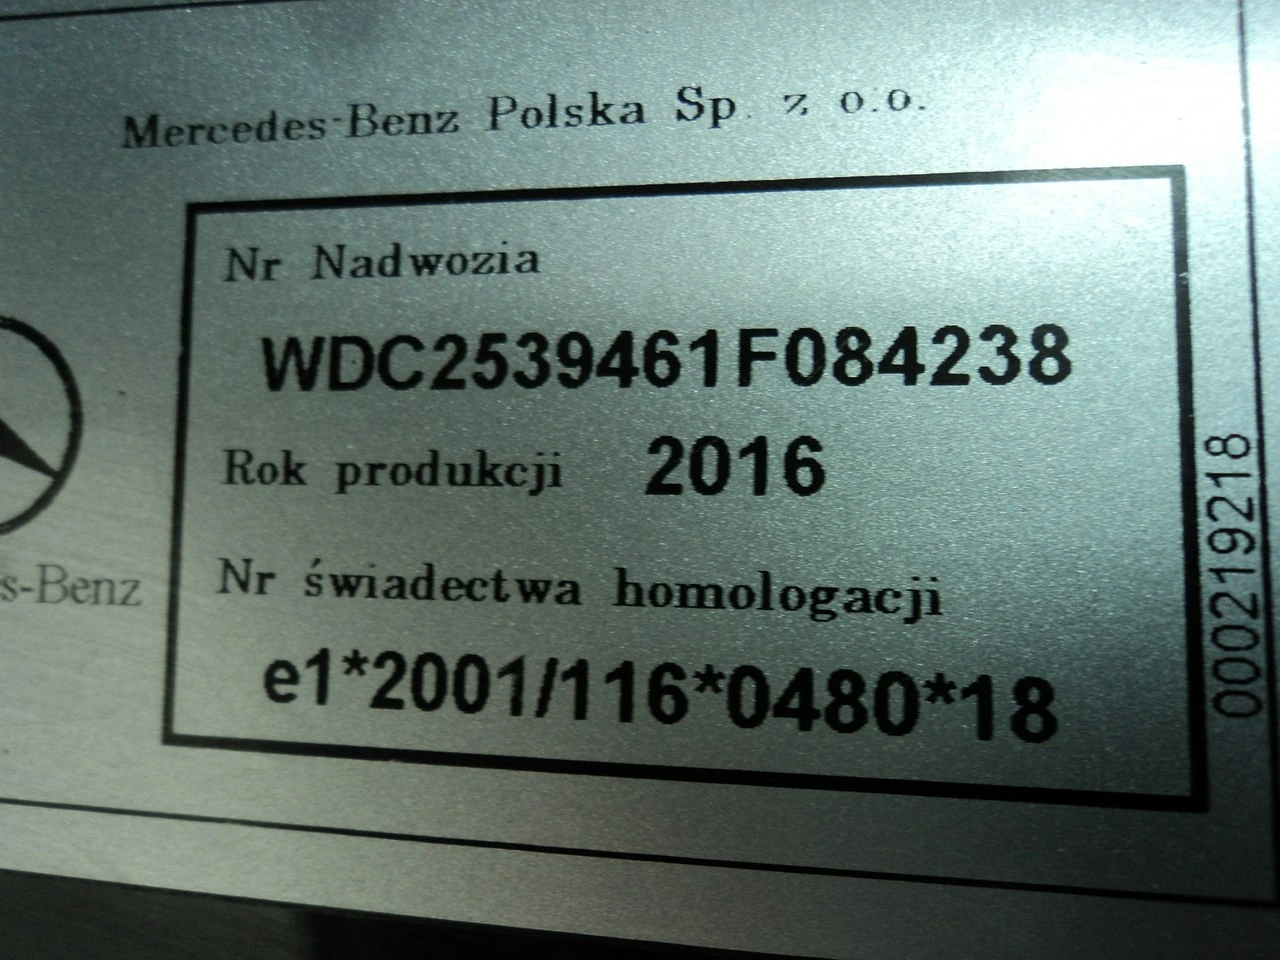 Mercedes-Benz Polska Sp. z o.o.
Nr Nadwozia
WDC2539461F084238
Rok produkcji 2016
Nr świadectwa homologacji
e1*2001/116*0480*18
s-Benz
000219218